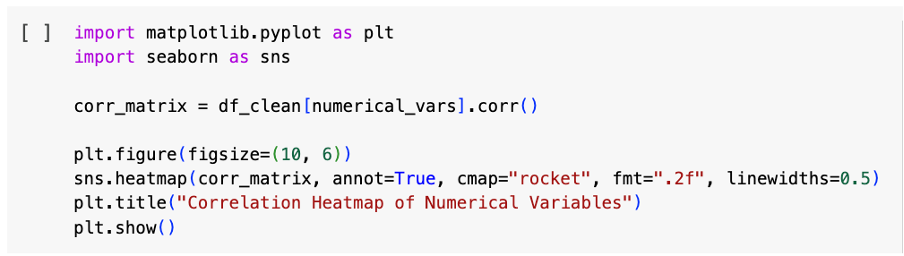 [ ] import matplotlib.pyplot as plt
import seaborn as sns
corr_matrix = df_clean[numerical_vars].corr()
plt.figure(figsize=(10, 6))
sns.heatmap(corr_matrix, annot=True, cmap="rocket", fmt=".2f", linewidths=0.5)
plt.title("Correlation Heatmap of Numerical Variables")
plt.show()